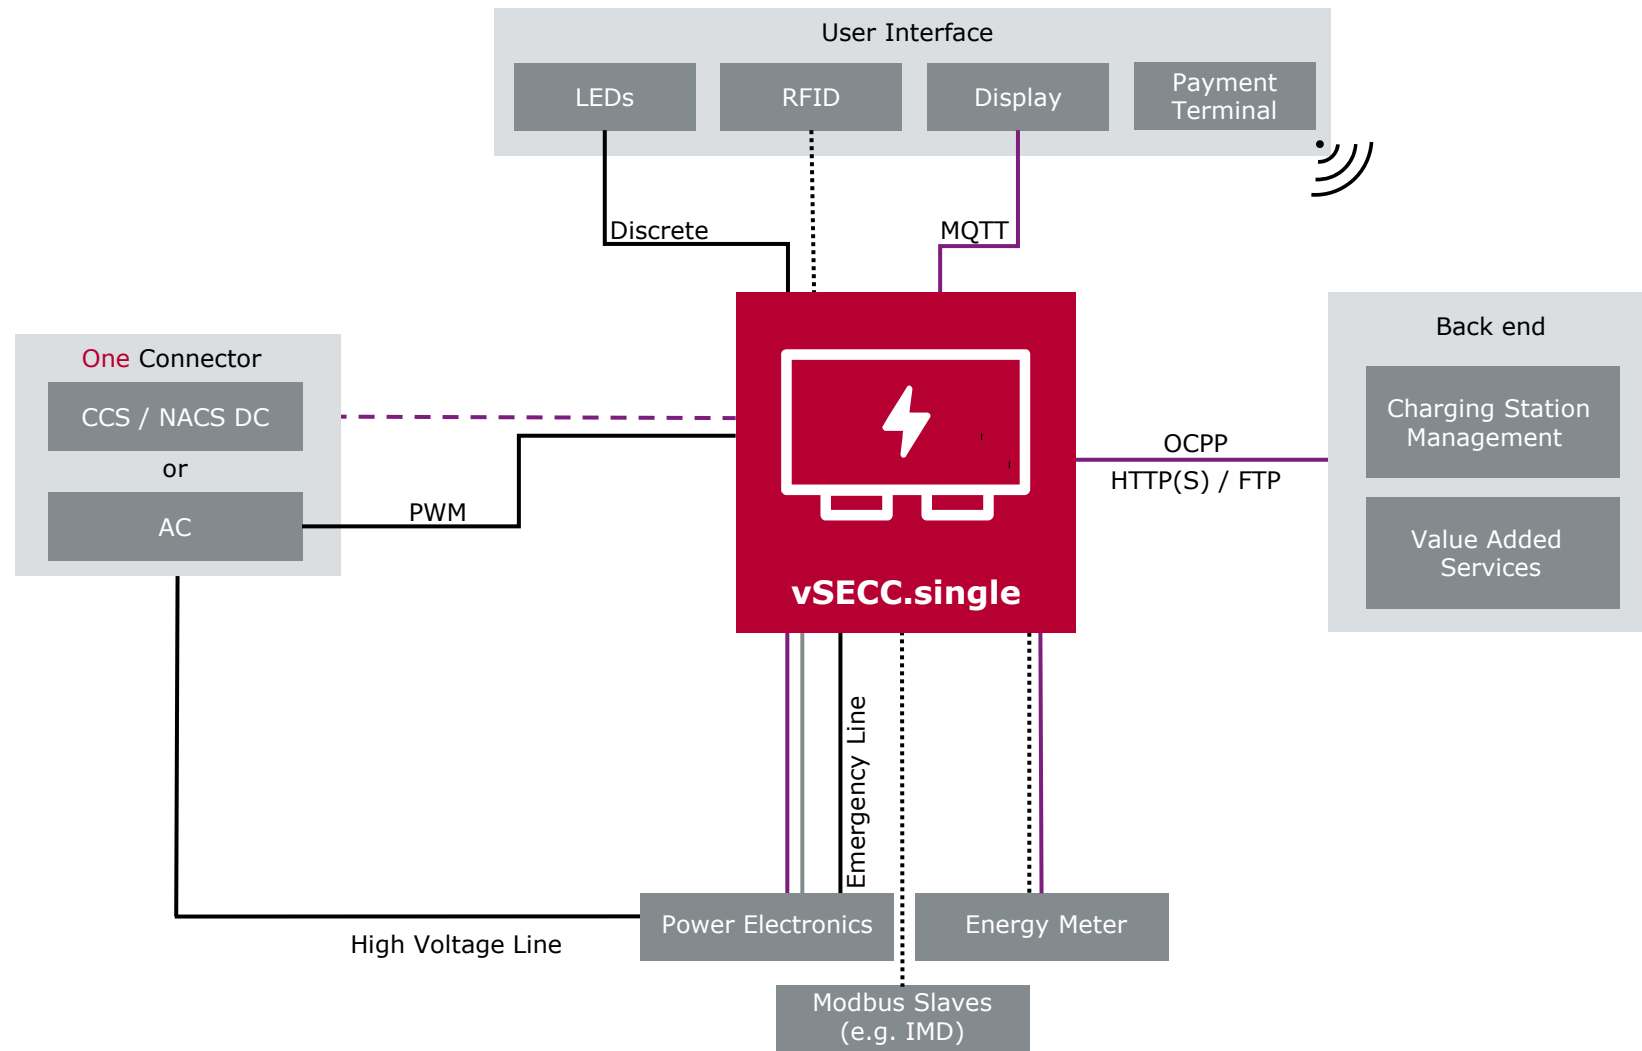 User Interface
LEDs
RFID
Display
Payment
Terminal
Discrete
MQTT
One Connector
CCS / NACS DC
or
AC
PWM
vSECC.single
OCPP
HTTP(S) / FTP
Back end
Charging Station
Management
Value Added
Services
Emergency Line
High Voltage Line
Power Electronics
Energy Meter
Modbus Slaves
(e.g. IMD)